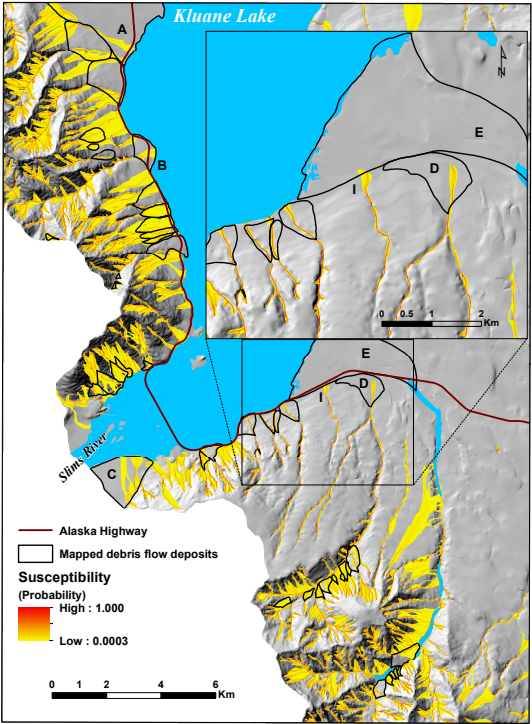 A
Kluane Lake
N
E
D
I
B
0 0.5 1 2
Km
E
D
I
Slims River
C
Alaska Highway
Mapped debris flow deposits
Susceptibility
(Probability)
High : 1.000
Low : 0.0003
0 2 4 6
Km